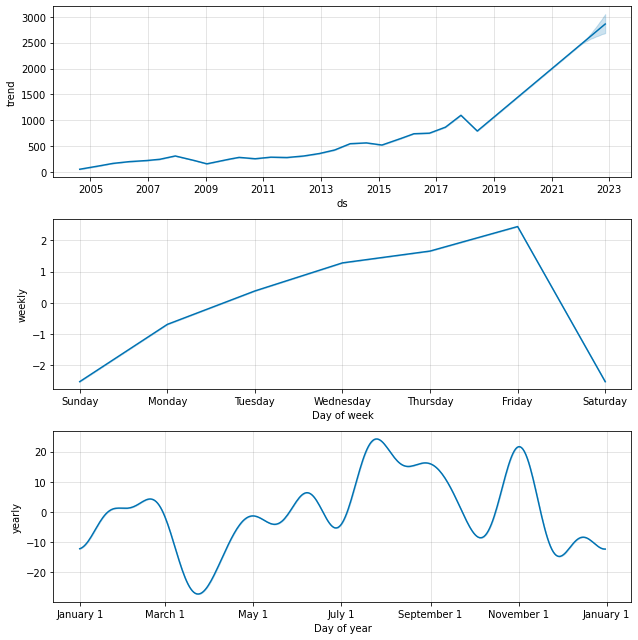 3000
2500
2000
1500
1000
500
0
trend
2005 2007 2009 2011 2013 2015 2017 2019 2021 2023
ds
2
1
0
−1
−2
weekly
Sunday Monday Tuesday Wednesday Thursday Friday Saturday
Day of week
20
10
0
−10
−20
yearly
January 1 March 1 May 1 July 1 September 1 November 1 January 1
Day of year